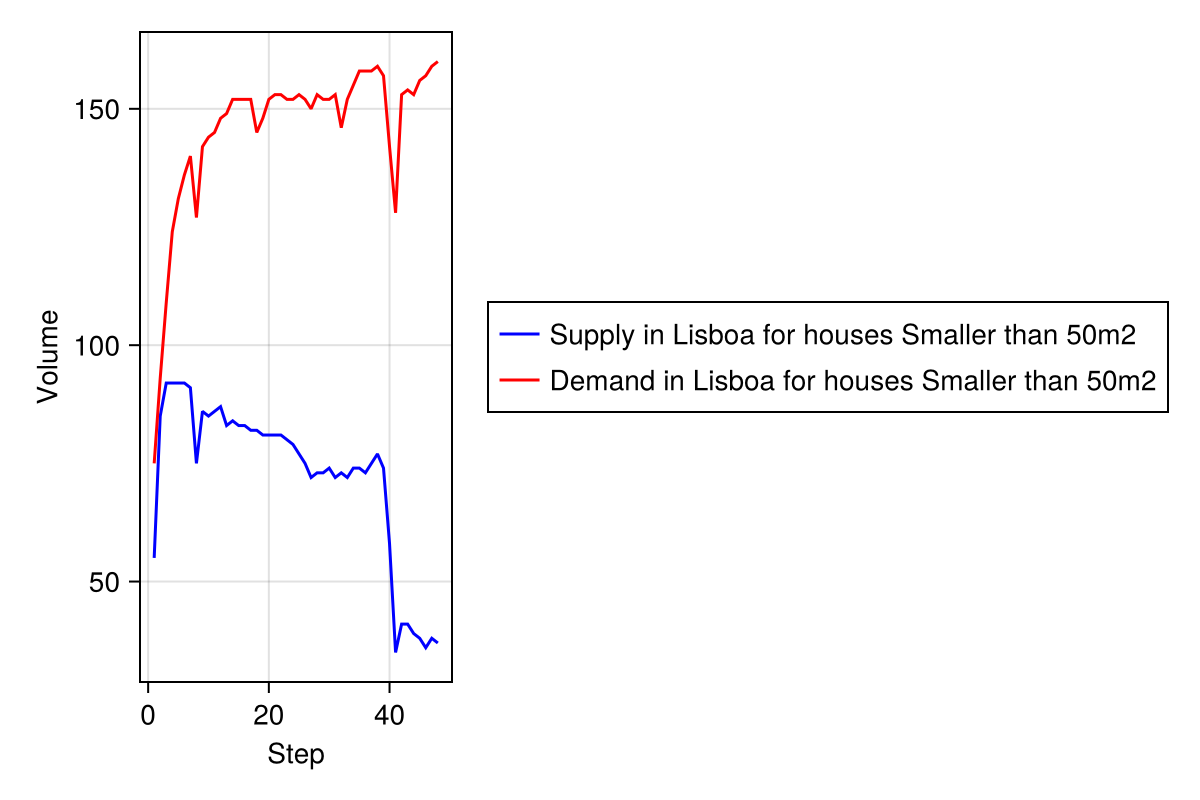 Volume
150
100
50
0
20
40
Step
Supply in Lisboa for houses Smaller than 50m2
Demand in Lisboa for houses Smaller than 50m2